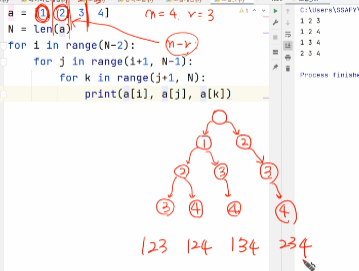 a = [1, 2, 3, 4]
n=4, r=3
N = len(a)
n-r
for i in range(N-2):
for j in range(i+1, N-1):
for k in range(j+1, N):
print(a[i], a[j], a[k])
C:\Users\SSAFY\
1 2 3
1 2 4
1 3 4
2 3 4
Process finishe
1 2
2 3 3
3 4 4 4
123 124 134 234